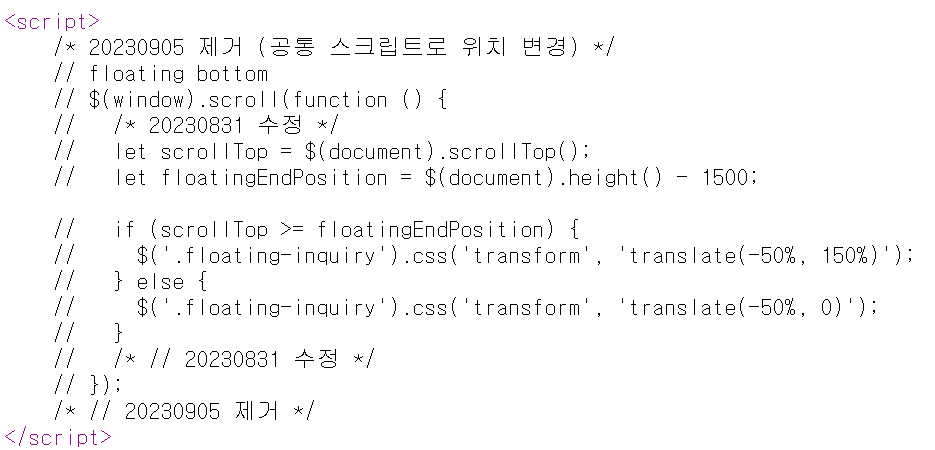 <script>
/* 20230905 제거 (공통 스크립트로 위치 변경) */
// floating bottom
// $(window).scroll(function () {
//   /* 20230831 수정 */
//   let scrollTop = $(document).scrollTop();
//   let floatingEndPosition = $(document).height() - 1500;
//   if (scrollTop >= floatingEndPosition) {
//     $('.floating-inquiry').css('transform', 'translate(-50%, 150%)');
//   } else {
//     $('.floating-inquiry').css('transform', 'translate(-50%, 0)');
//   }
//   /* // 20230831 수정 */
// });
/* // 20230905 제거 */
</script>